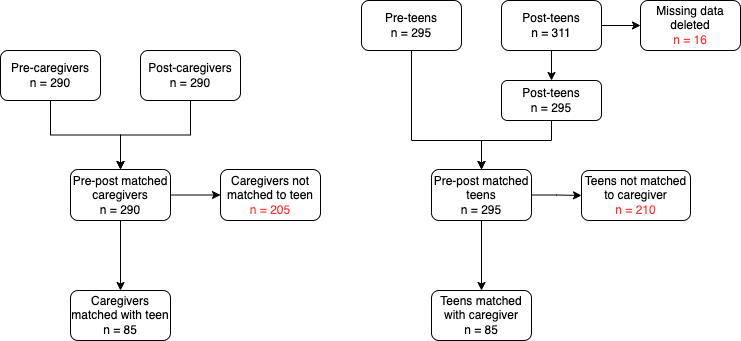 Pre-caregivers
n = 290
Post-caregivers
n = 290
Pre-post matched
caregivers
n = 290
Caregivers not
matched to teen
n = 205
Caregivers
matched with teen
n = 85
Pre-teens
n = 295
Post-teens
n = 311
Missing data
deleted
n = 16
Post-teens
n = 295
Pre-post matched
teens
n = 295
Teens not matched
to caregiver
n = 210
Teens matched
with caregiver
n = 85